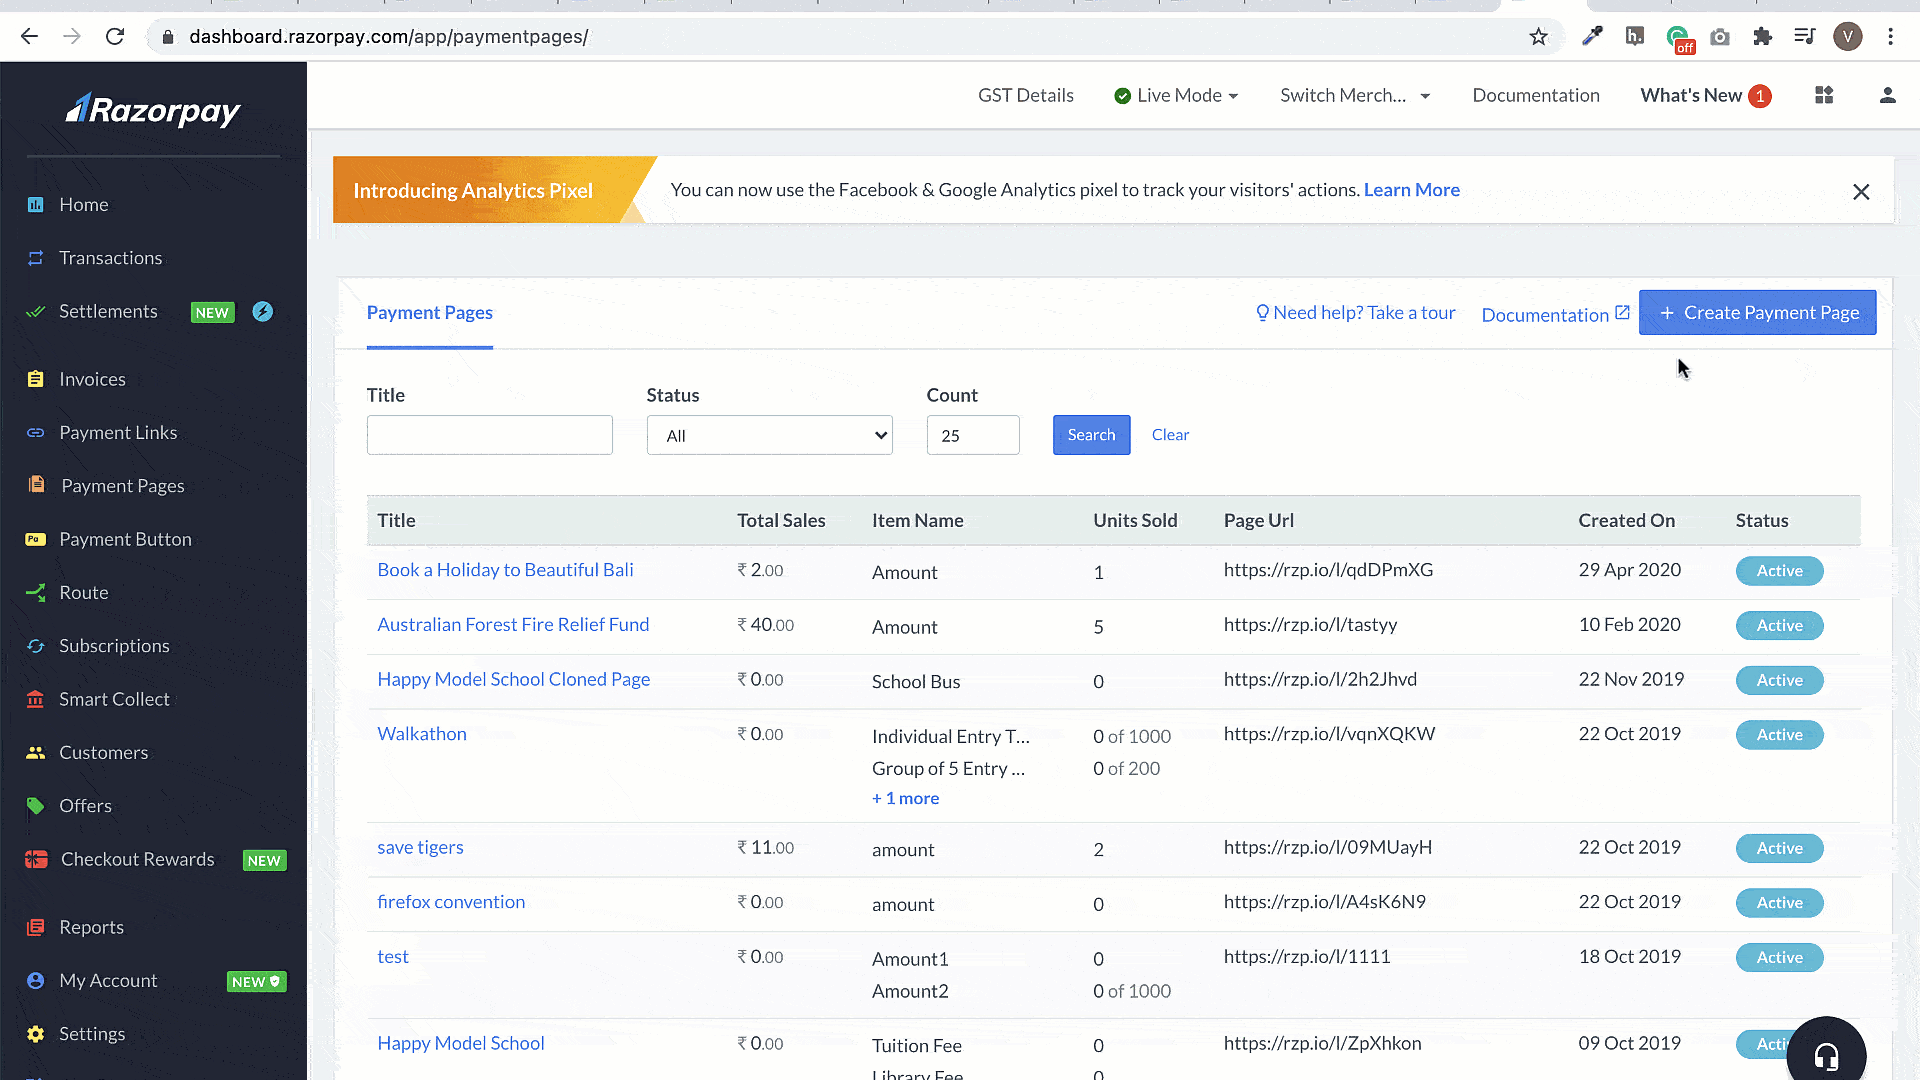 dashboard.razorpay.com/app/paymentpages/
h.
off
V
Razorpay
GST Details
Live Mode
Switch Merch...
Documentation
What's New 1
Introducing Analytics Pixel
You can now use the Facebook & Google Analytics pixel to track your visitors' actions. Learn More
Home
Transactions
Settlements NEW
Invoices
Payment Links
Payment Pages
Payment Button
Route
Subscriptions
Smart Collect
Customers
Offers
Checkout Rewards NEW
Reports
My Account NEW
Settings
Payment Pages
Need help? Take a tour
Documentation
+ Create Payment Page
Title Status Count
All 25 Search Clear
Title Total Sales Item Name Units Sold Page Url Created On Status
Book a Holiday to Beautiful Bali ₹ 2.00 Amount 1 https://rzp.io/l/qdDPmXG 29 Apr 2020 Active
Australian Forest Fire Relief Fund ₹ 40.00 Amount 5 https://rzp.io/l/tastyy 10 Feb 2020 Active
Happy Model School Cloned Page ₹ 0.00 School Bus 0 https://rzp.io/l/2h2Jhvd 22 Nov 2019 Active
Walkathon ₹ 0.00 Individual Entry T... 0 of 1000 https://rzp.io/l/vqnXQKW 22 Oct 2019 Active
Group of 5 Entry ... 0 of 200
+ 1 more
save tigers ₹ 11.00 amount 2 https://rzp.io/l/09MUayH 22 Oct 2019 Active
firefox convention ₹ 0.00 amount 0 https://rzp.io/l/A4sK6N9 22 Oct 2019 Active
test ₹ 0.00 Amount1 0 https://rzp.io/l/1111 18 Oct 2019 Active
Amount2 0 of 1000
Happy Model School ₹ 0.00 Tuition Fee 0 https://rzp.io/l/ZpXhkon 09 Oct 2019 Acti
Library Fee 0